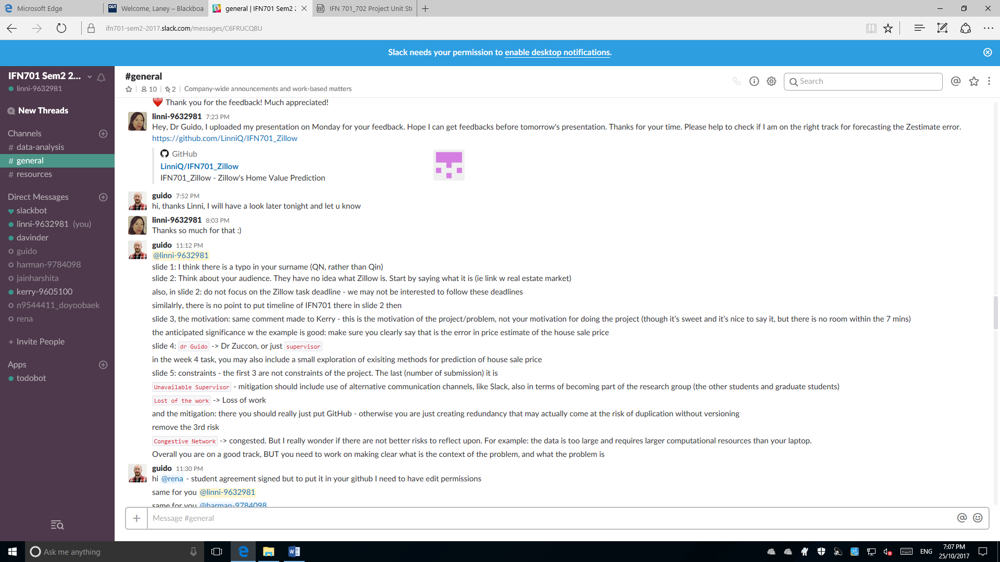 Microsoft Edge
Welcome, Laney – Blackboa
general | IFN701 Sem2 2
IFN 701_702 Project Unit Stu
ifn701-sem2-2017.slack.com/messages/C6FRUCQBU
Slack needs your permission to enable desktop notifications.
IFN701 Sem2 2...
linni-9632981
New Threads
Channels
# data-analysis
# general
# resources
Direct Messages
slackbot
linni-9632981 (you)
davinder
guido
harman-9784098
jainharshita
kerry-9605100
n9544411_doyoobaek
rena
+ Invite People
Apps
todobot
#general
10 | 2 | Company-wide announcements and work-based matters
Search
Thank you for the feedback! Much appreciated!
linni-9632981 7:23 PM
Hey, Dr Guido, I uploaded my presentation on Monday for your feedback. Hope I can get feedbacks before tomorrow's presentation. Thanks for your time. Please help to check if I am on the right track for forecasting the Zestimate error.
https://github.com/LinniQ/IFN701_Zillow
GitHub
LinniQ/IFN701_Zillow
IFN701_Zillow - Zillow's Home Value Prediction
guido 7:52 PM
hi, thanks Linni, I will have a look later tonight and let u know
linni-9632981 8:03 PM
Thanks so much for that :)
guido 11:12 PM
@linni-9632981
slide 1: I think there is a typo in your surname (QN, rather than Qin)
slide 2: Think about your audience. They have no idea what Zillow is. Start by saying what it is (ie link w real estate market)
also, in slide 2: do not focus on the Zillow task deadline - we may not be interested to follow these deadlines
similalrly, there is no point to put timeline of IFN701 there in slide 2 then
slide 3, the motivation: same comment made to Kerry - this is the motivation of the project/problem, not your motivation for doing the project (though it's sweet and it's nice to say it, but there is no room within the 7 mins)
the anticipated significance w the example is good: make sure you clearly say that is the error in price estimate of the house sale price
slide 4: dr Guido -> Dr Zuccon, or just supervisor
in the week 4 task, you may also include a small exploration of exisiting methods for prediction of house sale price
slide 5: constraints - the first 3 are not constraints of the project. The last (number of submission) it is
Unavailable Supervisor - mitigation should include use of alternative communication channels, like Slack, also in terms of becoming part of the research group (the other students and graduate students)
Lost of the work -> Loss of work
and the mitigation: there you should really just put GitHub - otherwise you are just creating redundancy that may actually come at the risk of duplication without versioning
remove the 3rd risk
Congestive Network -> congested. But I really wonder if there are not better risks to reflect upon. For example: the data is too large and requires larger computational resources than your laptop.
Overall you are on a good track, BUT you need to work on making clear what is the context of the problem, and what the problem is
guido 11:30 PM
hi @rena - student agreement signed but to put it in your github I need to have edit permissions
same for you @linni-9632981
same for you @harman-9784098
Message #general
Ask me anything
ENG
7:07 PM
25/10/2017